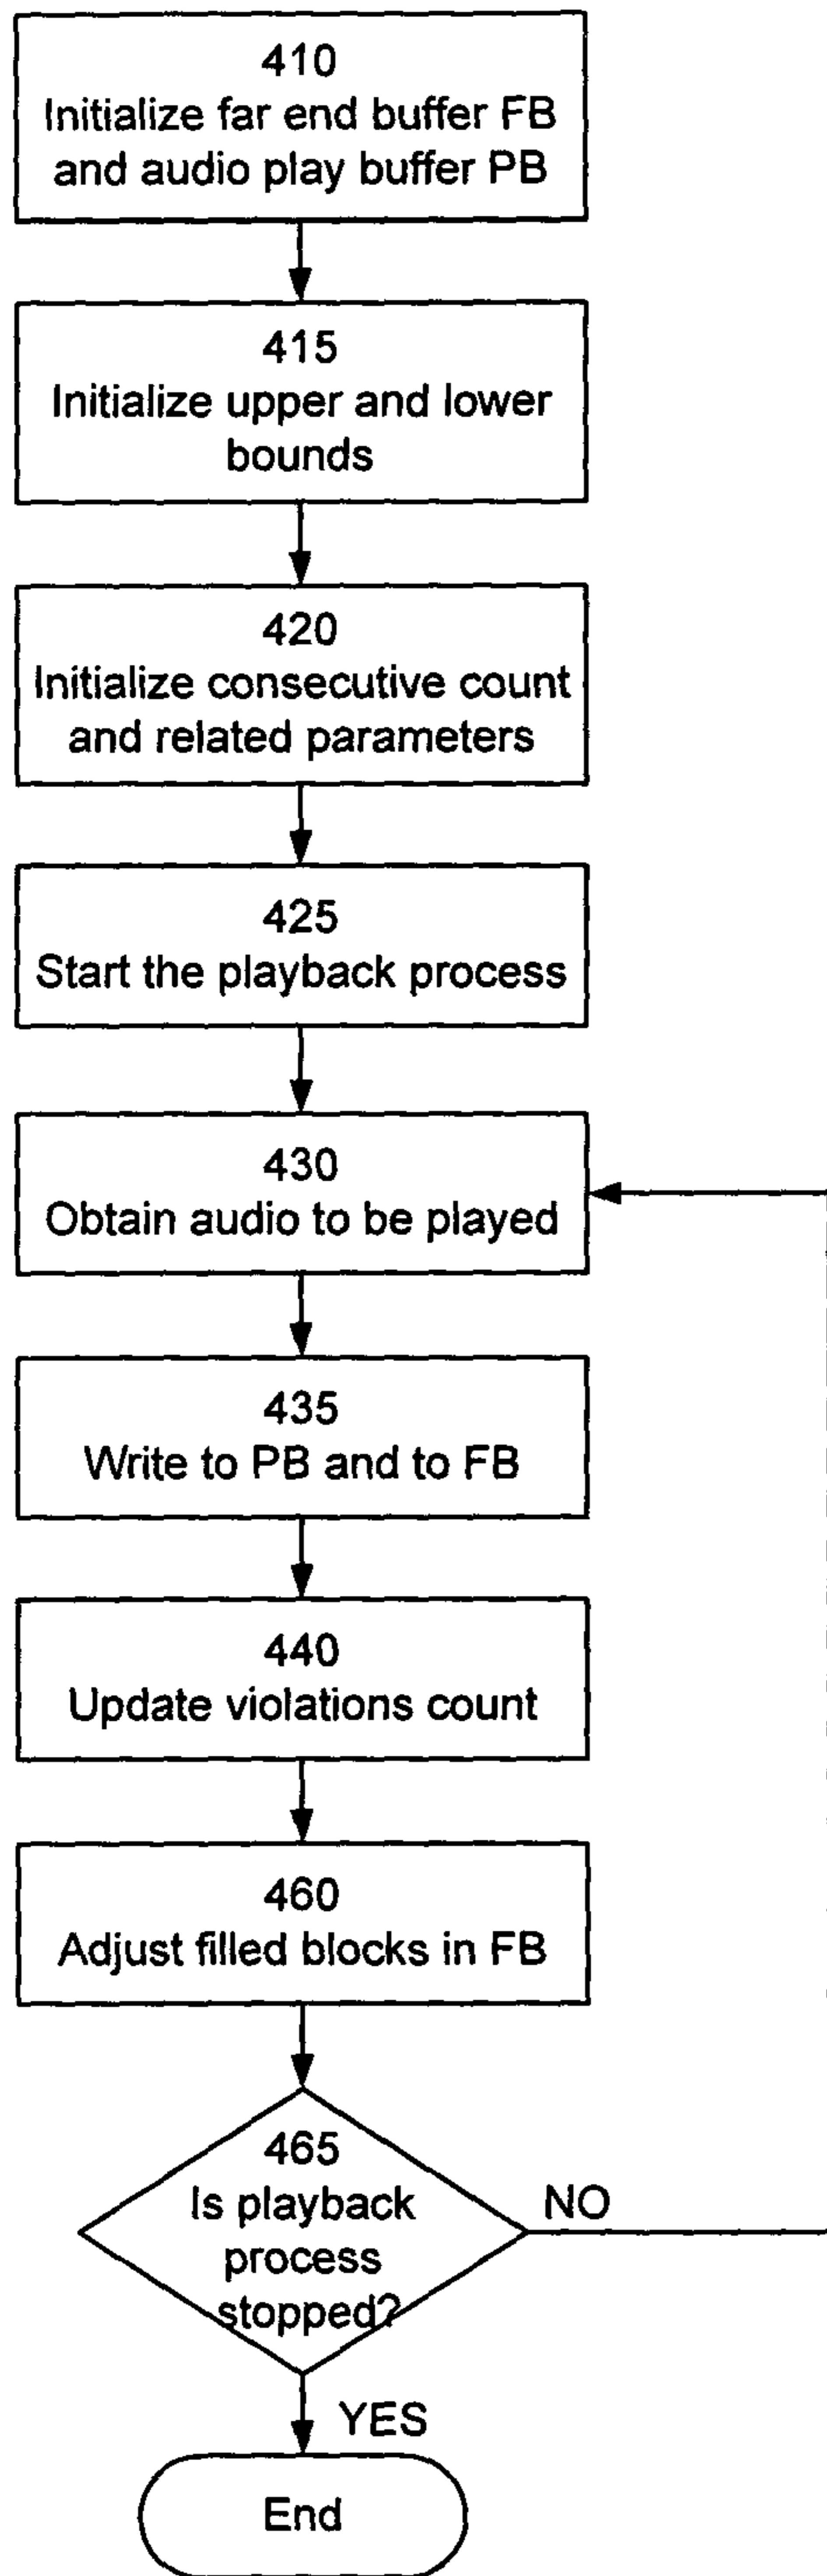 410
Initialize far end buffer FB
and audio play buffer PB
415
Initialize upper and lower
bounds
420
Initialize consecutive count
and related parameters
425
Start the playback process
430
Obtain audio to be played
435
Write to PB and to FB
440
Update violations count
460
Adjust filled blocks in FB
465
Is playback
process
stopped?
NO
YES
End